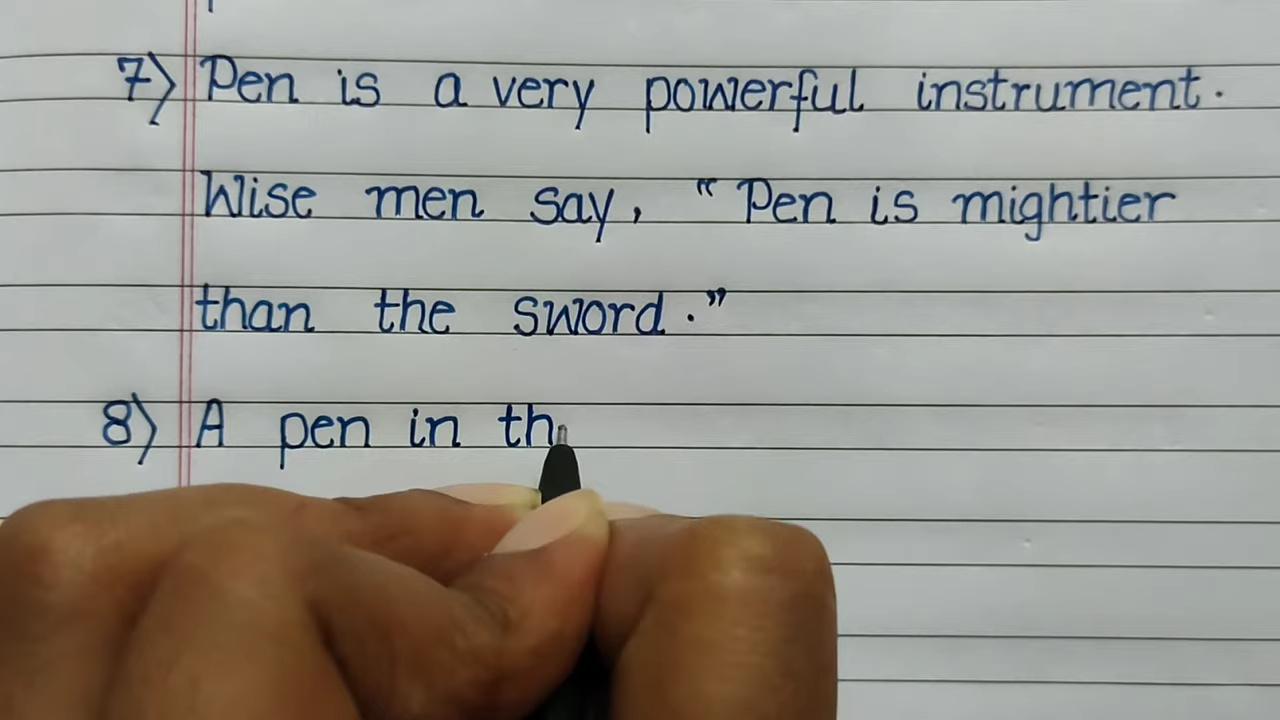 7) Pen is a very powerful instrument.
Wise men say, “Pen is mightier
than the sword.”
8) A pen in th